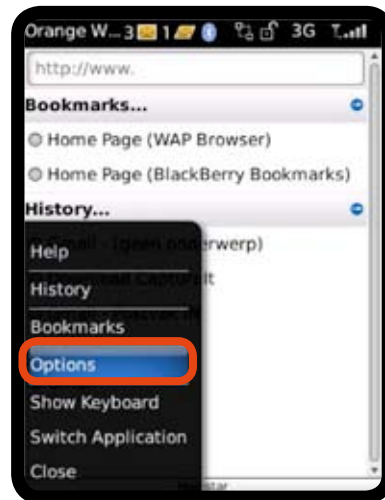 Orange W... 3 1 3G
http://www.
Bookmarks...
Home Page (WAP Browser)
Home Page (BlackBerry Bookmarks)
History...
Help
History
Bookmarks
Options
Show Keyboard
Switch Application
Close